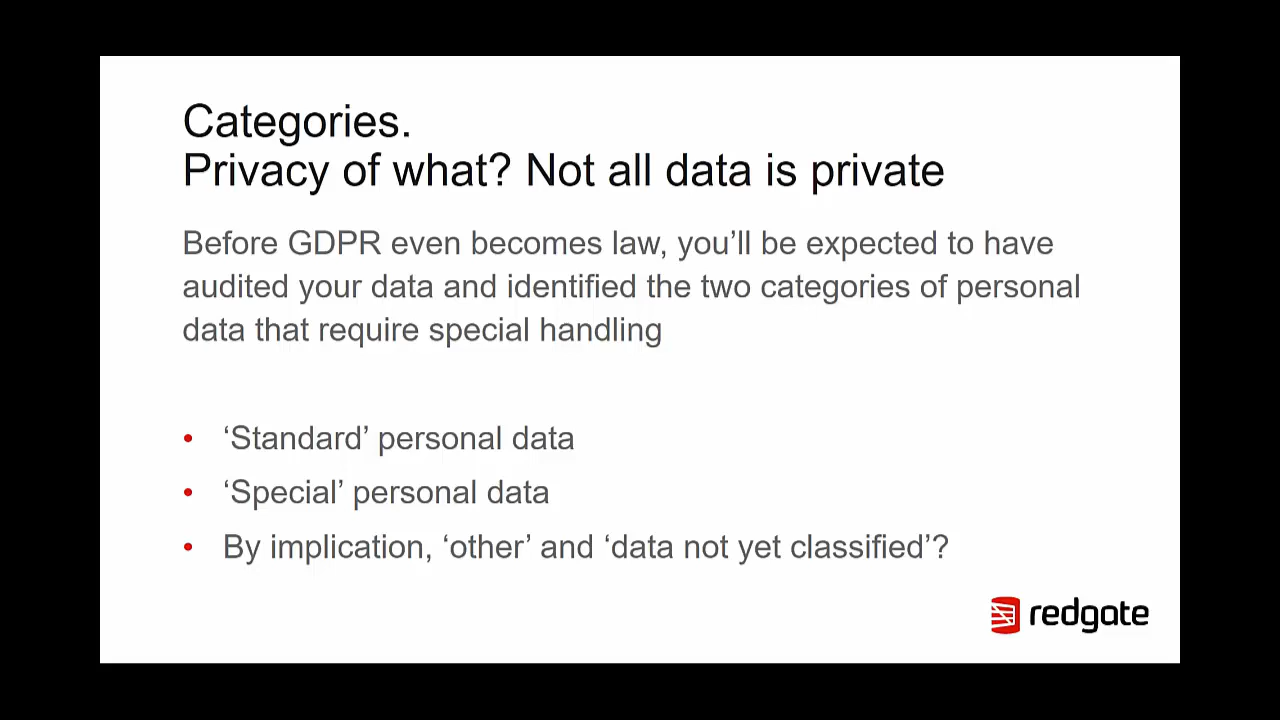 Categories.
Privacy of what? Not all data is private
Before GDPR even becomes law, you’ll be expected to have
audited your data and identified the two categories of personal
data that require special handling
• ‘Standard’ personal data
• ‘Special’ personal data
• By implication, ‘other’ and ‘data not yet classified’?
redgate